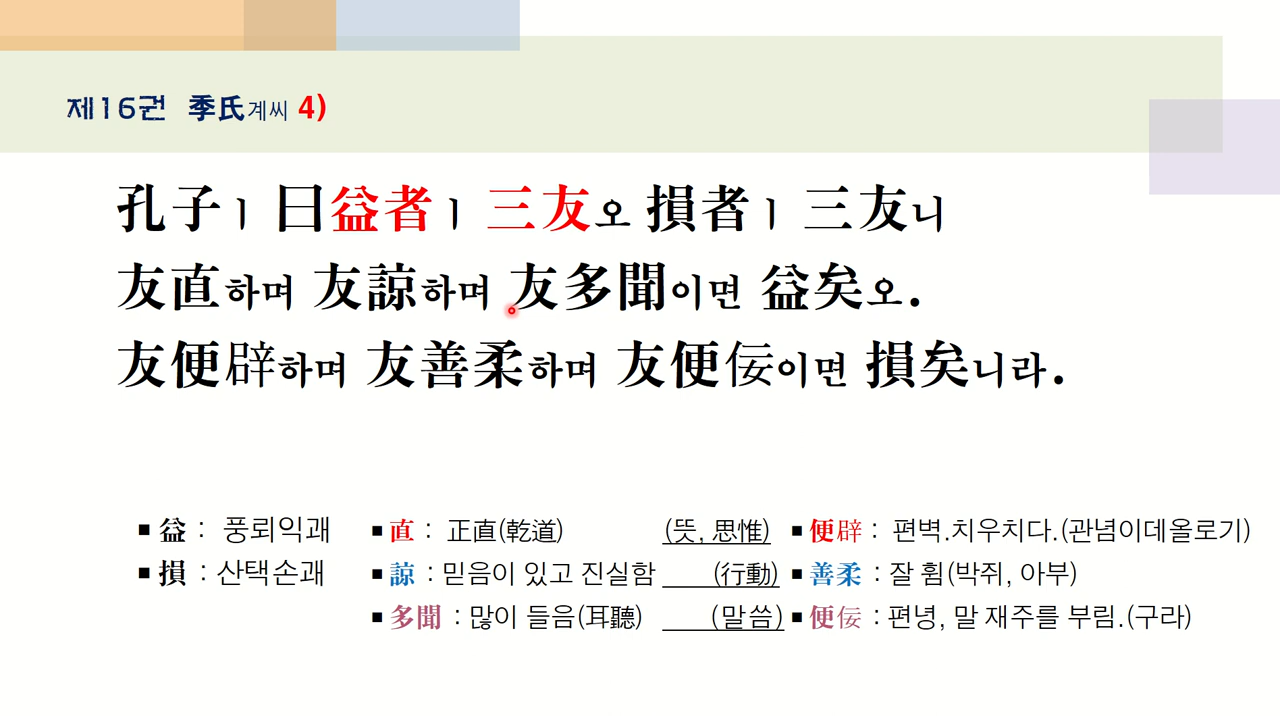 제16권 季氏계씨 4)
孔子ㅣ 曰益者ㅣ 三友오 損者ㅣ 三友니
友直하며 友諒하며 友多聞이면 益矣오.
友便辟하며 友善柔하며 友便佞이면 損矣니라.
■ 益 : 풍뢰익괘 ■ 直 : 正直(乾道) (뜻, 思惟) ■ 便辟 : 편벽.치우치다.(관념이데올로기)
■ 損 : 산택손괘 ■ 諒 : 믿음이 있고 진실함 (行動) ■ 善柔 : 잘 휨(박쥐, 아부)
■ 多聞 : 많이 들음(耳聽) (말씀) ■ 便佞 : 편녕, 말 재주를 부림.(구라)